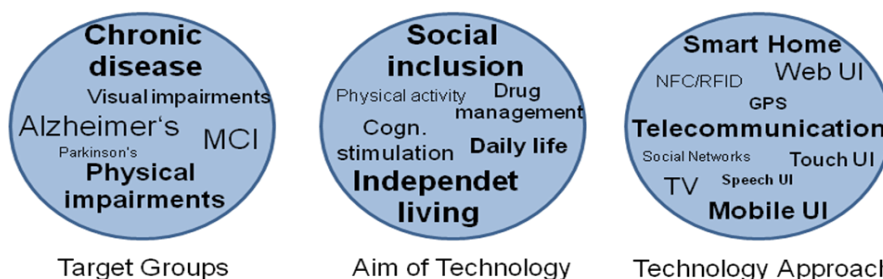 Chronic
disease
Visual impairments
Alzheimer‘s
MCI
Parkinson's
Physical
impairments
Target Groups
Social
inclusion
Physical activity
Drug
management
Cogn.
stimulation
Daily life
Independet
living
Aim of Technology
Smart Home
NFC/RFID
Web UI
GPS
Telecommunication
Social Networks
Touch UI
TV
Speech UI
Mobile UI
Technology Approach